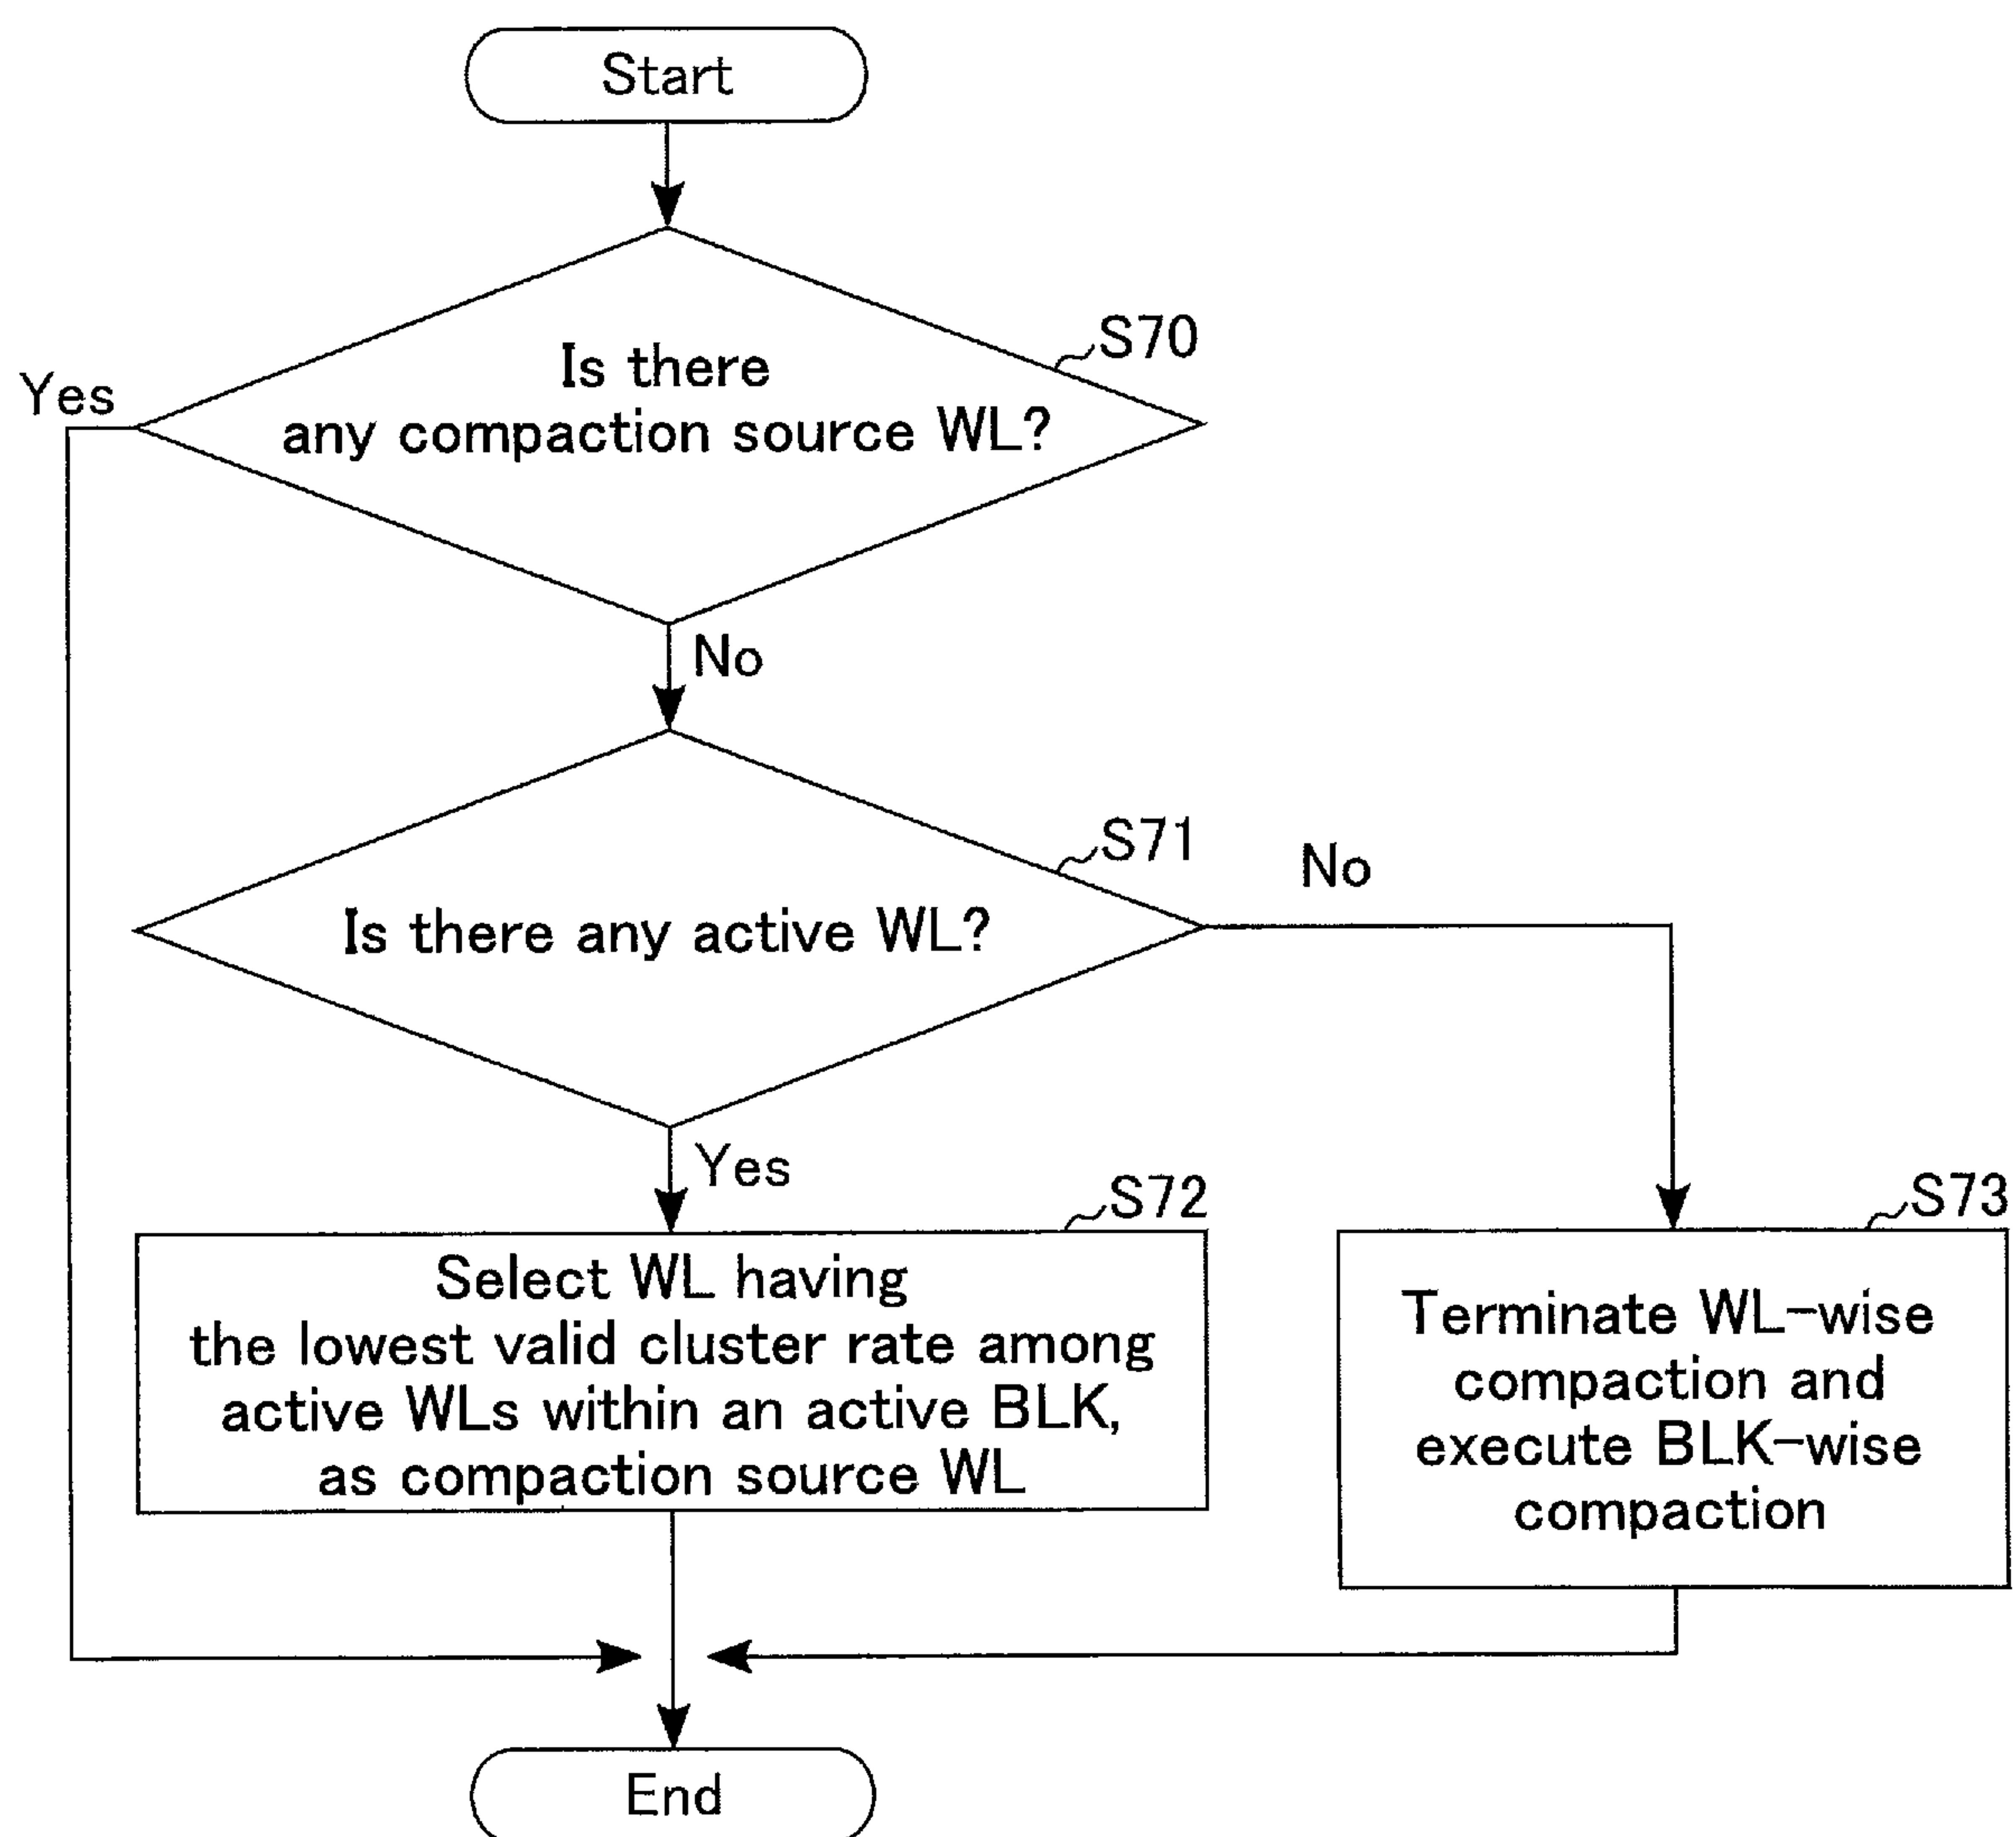 Start
S70
Is there
any compaction source WL?
Yes
No
S71
Is there any active WL?
No
Yes
S72
Select WL having
the lowest valid cluster rate among
active WLs within an active BLK,
as compaction source WL
S73
Terminate WL-wise
compaction and
execute BLK-wise
compaction
End